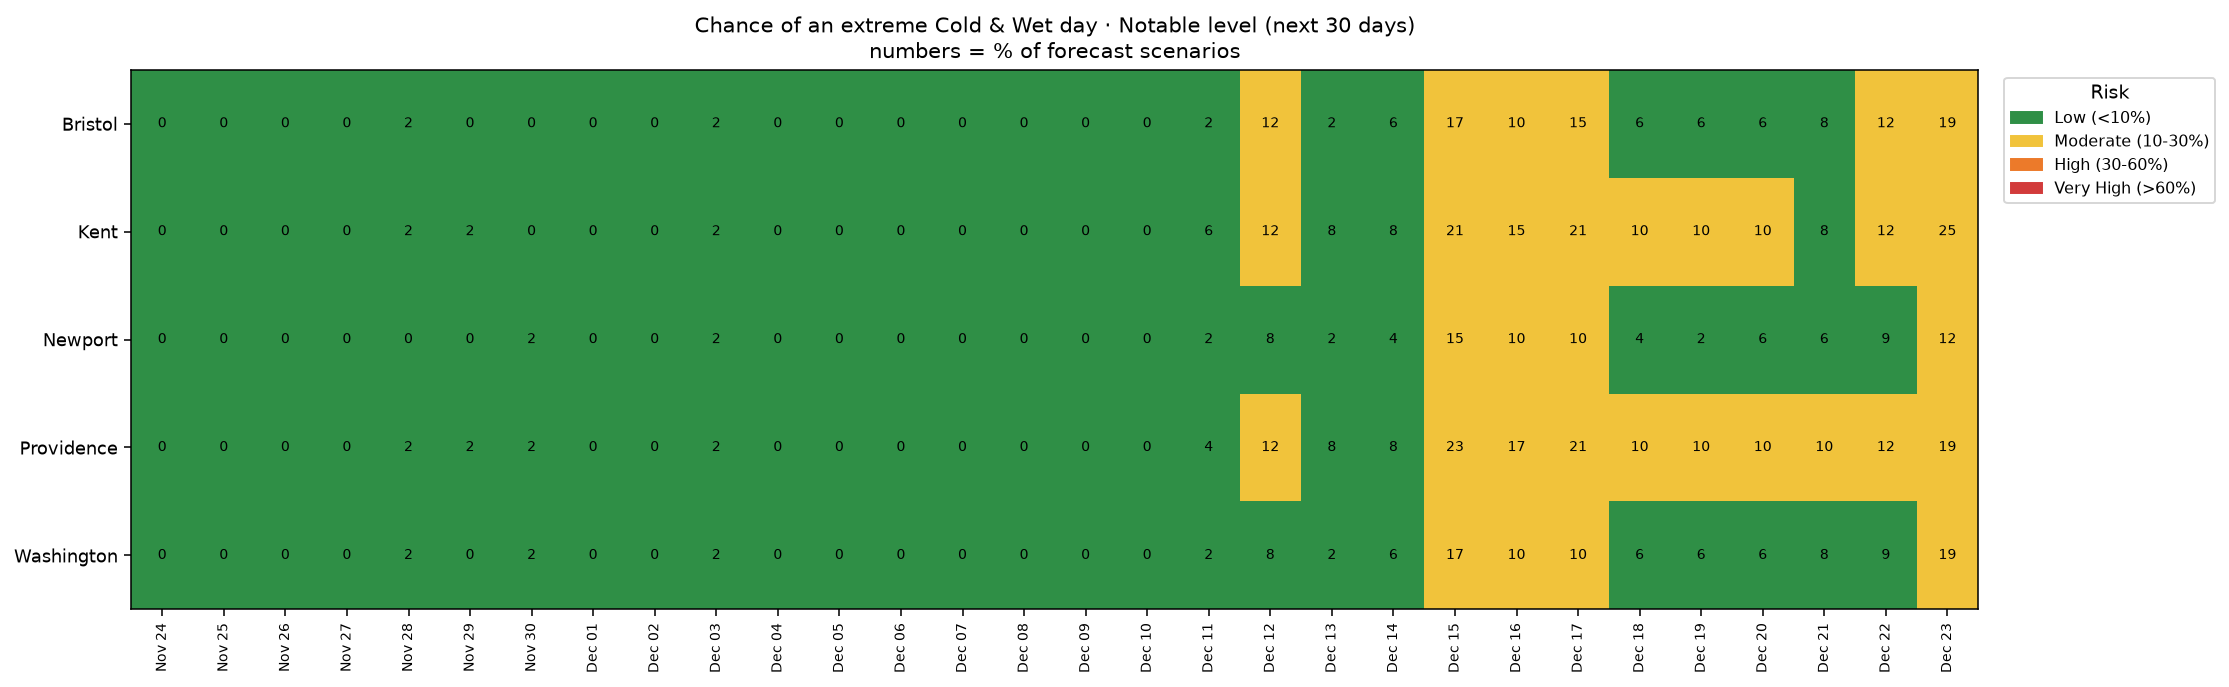 Chance of an extreme Cold & Wet day · Notable level (next 30 days)
numbers = % of forecast scenarios
Risk
Low (<10%)
Moderate (10-30%)
High (30-60%)
Very High (>60%)
Bristol 0 0 0 0 2 0 0 0 0 2 0 0 0 0 0 0 0 2 12 2 6 17 10 15 6 6 6 8 12 19
Kent 0 0 0 0 2 2 0 0 0 2 0 0 0 0 0 0 0 6 12 8 8 21 15 21 10 10 10 8 12 25
Newport 0 0 0 0 0 0 2 0 0 2 0 0 0 0 0 0 0 2 8 2 4 15 10 10 4 2 6 6 9 12
Providence 0 0 0 0 2 2 2 0 0 2 0 0 0 0 0 0 0 4 12 8 8 23 17 21 10 10 10 10 12 19
Washington 0 0 0 0 2 0 2 0 0 2 0 0 0 0 0 0 0 2 8 2 6 17 10 10 6 6 6 8 9 19
Nov 24 Nov 25 Nov 26 Nov 27 Nov 28 Nov 29 Nov 30 Dec 01 Dec 02 Dec 03 Dec 04 Dec 05 Dec 06 Dec 07 Dec 08 Dec 09 Dec 10 Dec 11 Dec 12 Dec 13 Dec 14 Dec 15 Dec 16 Dec 17 Dec 18 Dec 19 Dec 20 Dec 21 Dec 22 Dec 23